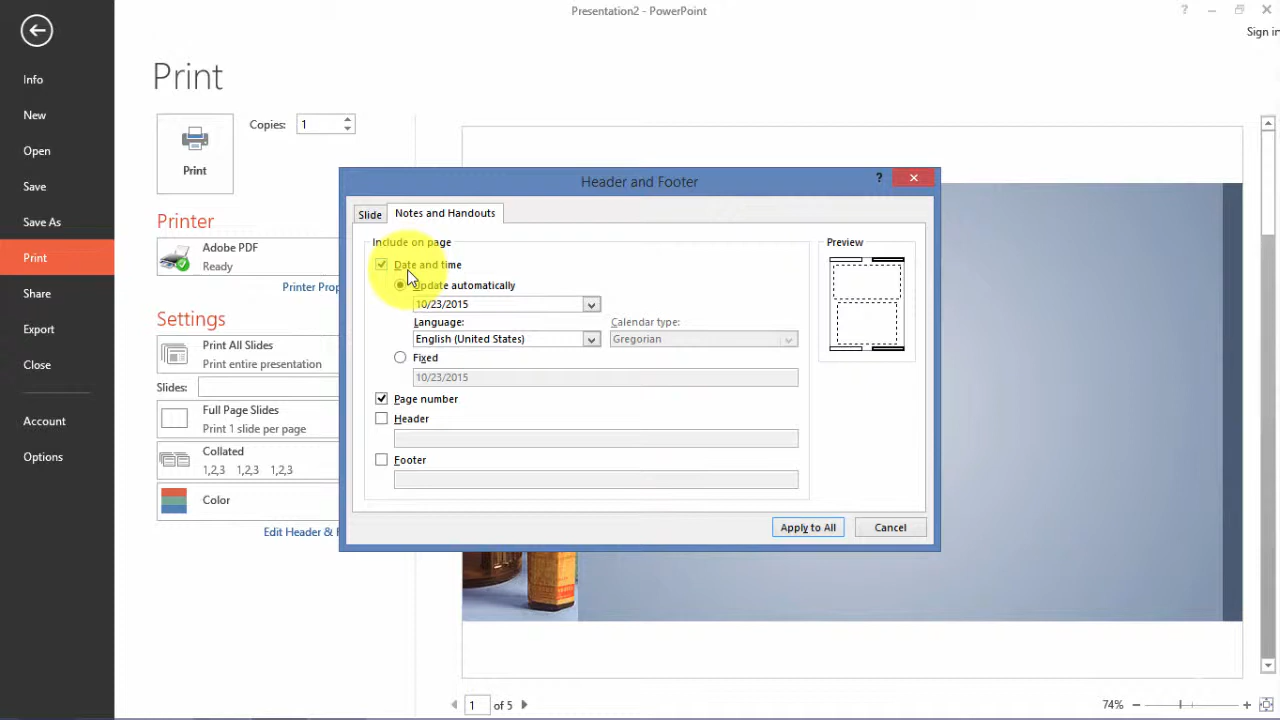 Presentation2 - PowerPoint
?
Sign in
Info
New
Open
Save
Save As
Print
Share
Export
Close
Account
Options
Print
Print
Copies: 1
Printer
Adobe PDF
Ready
Printer Prop
Settings
Print All Slides
Print entire presentation
Slides:
Full Page Slides
Print 1 slide per page
Collated
1,2,3 1,2,3 1,2,3
Color
Edit Header &
Header and Footer
?
Slide
Notes and Handouts
Include on page
Date and time
Update automatically
10/23/2015
Language:
Calendar type:
English (United States)
Gregorian
Fixed
10/23/2015
Page number
Header
Footer
Preview
Apply to All
Cancel
1 of 5
74%